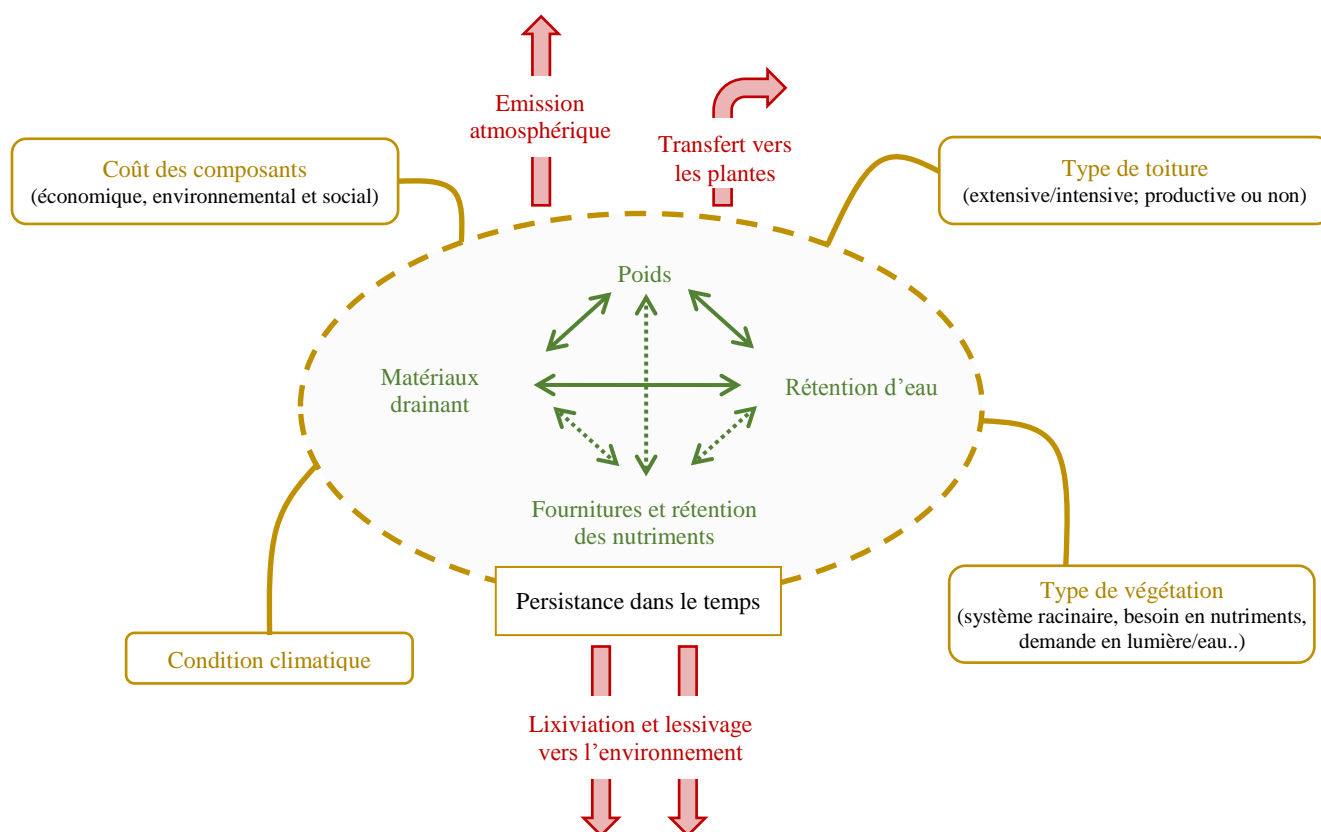 Emission
atmosphérique
Transfert vers
les plantes
Coût des composants
(économique, environnemental et social)
Type de toiture
(extensive/intensive; productive ou non)
Poids
Matériaux
drainant
Rétention d’eau
Fournitures et rétention
des nutriments
Persistance dans le temps
Type de végétation
(système racinaire, besoin en nutriments,
demande en lumière/eau..)
Condition climatique
Lixiviation et lessivage
vers l’environnement